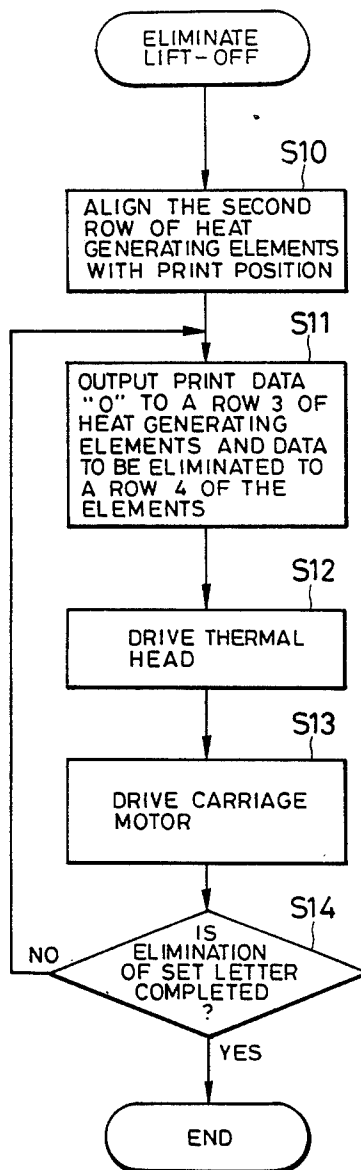 ELIMINATE
LIFT-OFF
S10
ALIGN THE SECOND
ROW OF HEAT
GENERATING ELEMENTS
WITH PRINT POSITION
S11
OUTPUT PRINT DATA
"0" TO A ROW 3 OF
HEAT GENERATING
ELEMENTS AND DATA
TO BE ELIMINATED TO
A ROW 4 OF THE
ELEMENTS
S12
DRIVE THERMAL
HEAD
S13
DRIVE CARRIAGE
MOTOR
S14
IS
ELIMINATION
OF SET LETTER
COMPLETED
?
NO
YES
END